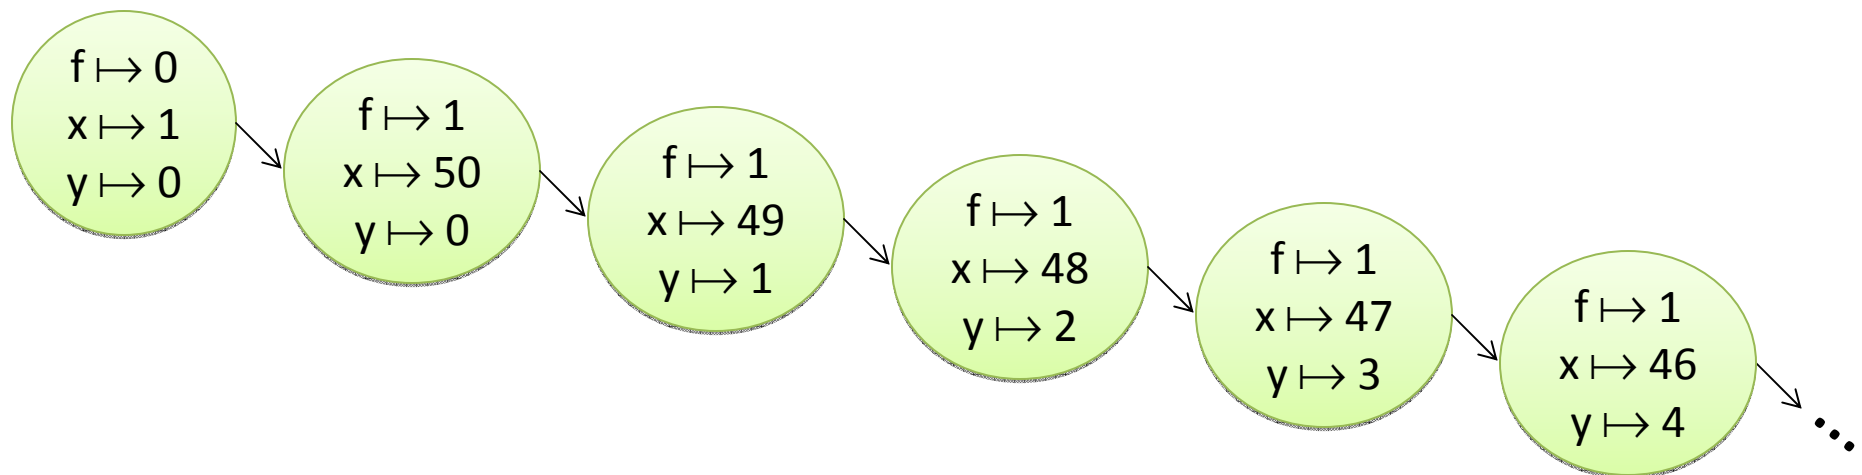 f ↦ 0
x ↦ 1
y ↦ 0
f ↦ 1
x ↦ 50
y ↦ 0
f ↦ 1
x ↦ 49
y ↦ 1
f ↦ 1
x ↦ 48
y ↦ 2
f ↦ 1
x ↦ 47
y ↦ 3
f ↦ 1
x ↦ 46
y ↦ 4
⋱